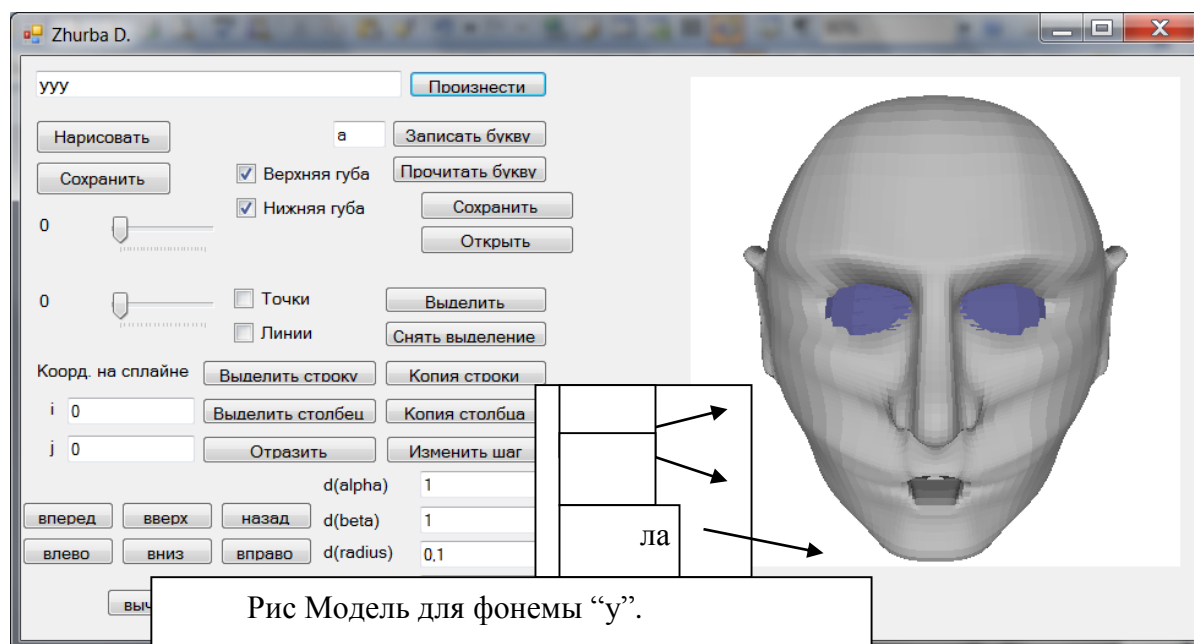 Zhurba D.
ууу Произнести
Нарисовать а Записать букву
Сохранить Верхняя губа Прочитать букву
Нижняя губа Сохранить
0 Открыть
0 Точки Выделить
Линии Снять выделение
Коорд. на сплайне Выделить строку Копия строки
i 0 Выделить столбец Копия столбца
j 0 Отразить Изменить шаг
d(alpha) 1
вперед вверх назад d(beta) 1
влево вниз вправо d(radius) 0,1
ла
Рис Модель для фонемы “у”.